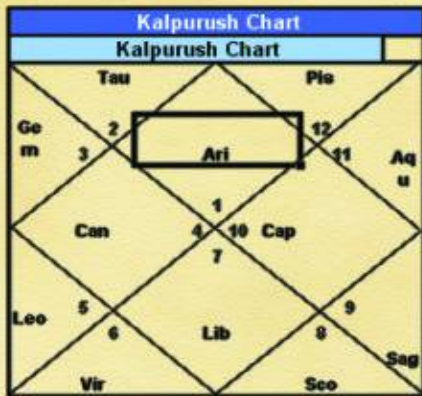 Kalpurush Chart
Kalpurush Chart
Tau
Pis
Ge
m
2
12
3
Ari
11
Aq
u
1
Can
4
10
Cap
7
Leo
5
9
6
Lib
8
Sag
Vir
Sco